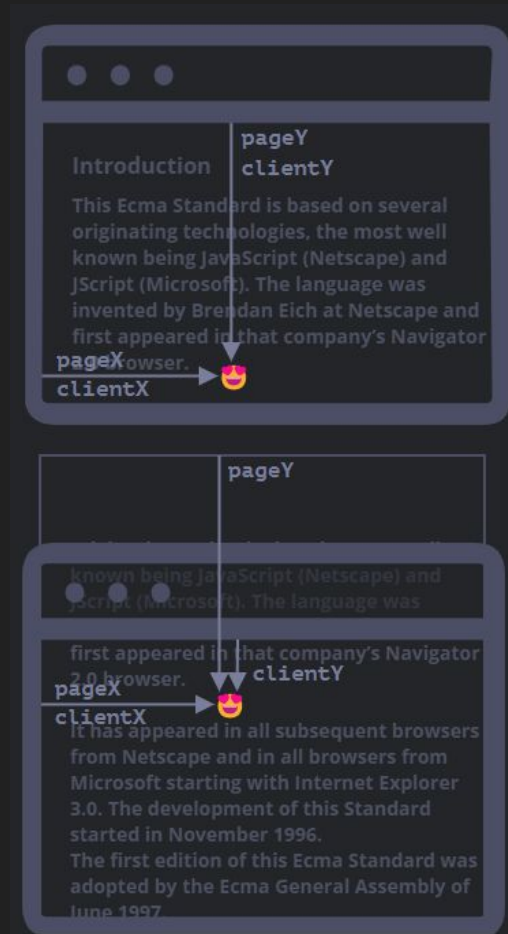 pageY
clientY
Introduction
This Ecma Standard is based on several
originating technologies, the most well
known being JavaScript (Netscape) and
JScript (Microsoft). The language was
invented by Brendan Eich at Netscape and
first appeared in that company’s Navigator
2.0 browser.
pageX
clientX
pageY
known being JavaScript (Netscape) and
JScript (Microsoft). The language was
first appeared in that company’s Navigator
2.0 browser.
clientY
pageX
clientX
It has appeared in all subsequent browsers
from Netscape and in all browsers from
Microsoft starting with Internet Explorer
3.0. The development of this Standard
started in November 1996.
The first edition of this Ecma Standard was
adopted by the Ecma General Assembly of
June 1997.